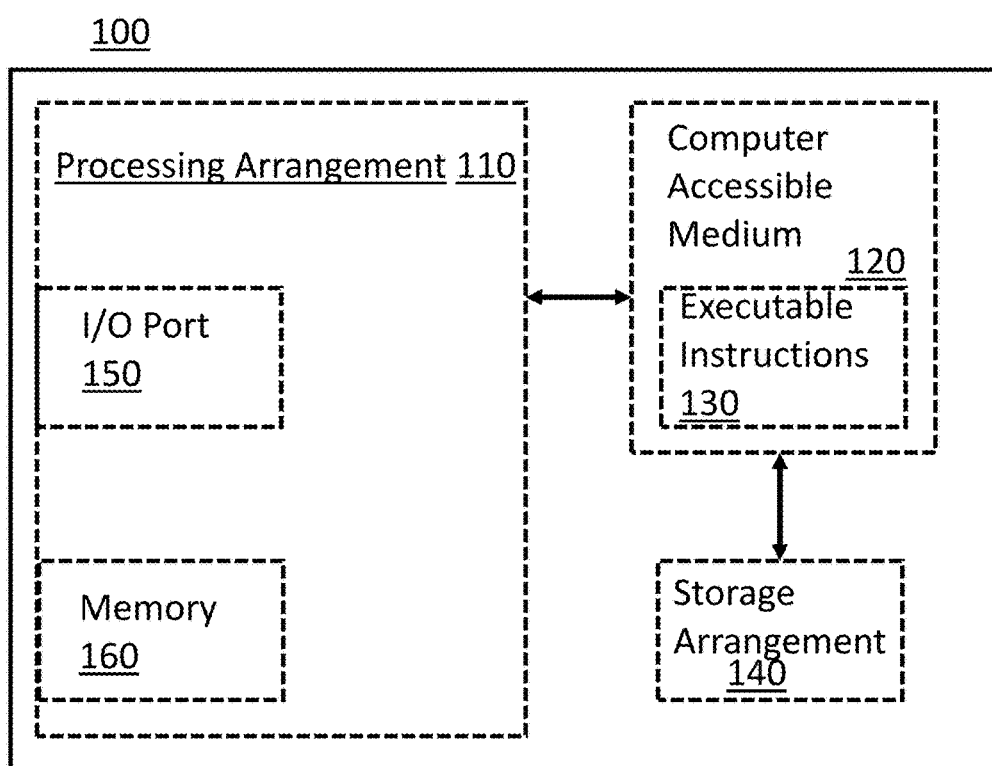 100
Processing Arrangement 110
I/O Port
150
Memory
160
Computer
Accessible
Medium
120
Executable
Instructions
130
Storage
Arrangement
140